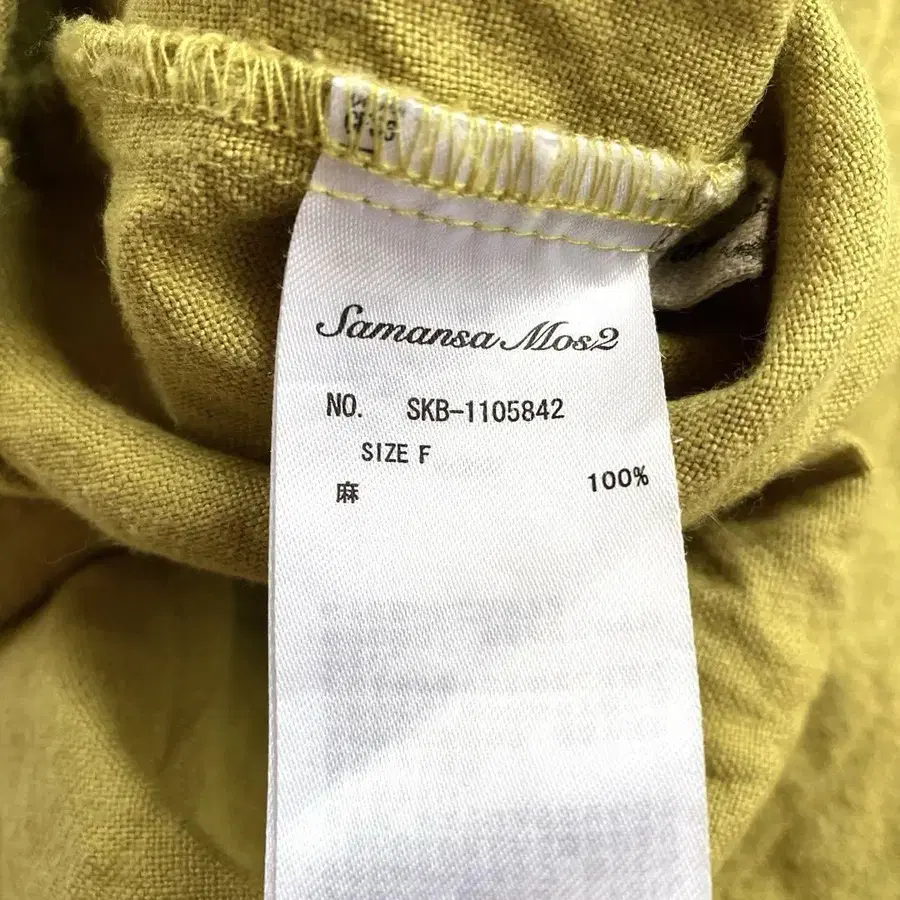 Samansa Mos2
NO. SKB-1105842
SIZE F
麻 100%